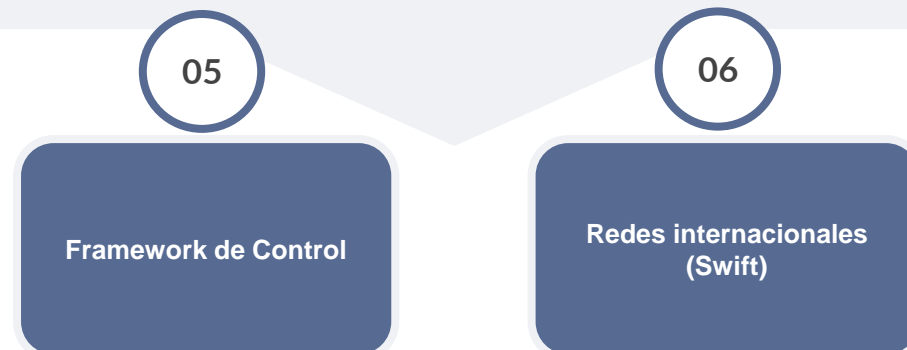 05
Framework de Control
06
Redes internacionales
(Swift)